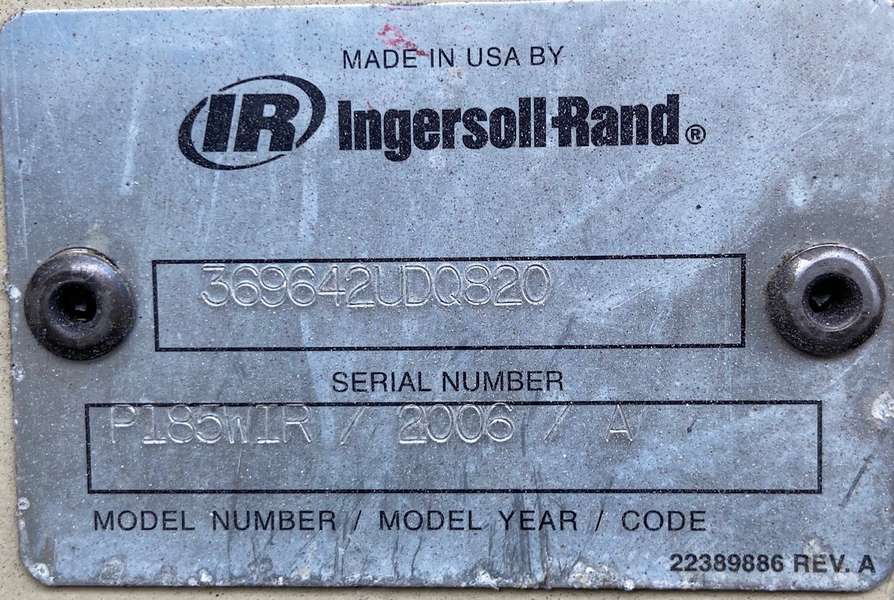 MADE IN USA BY
IR Ingersoll-Rand®
369642UDQ820
SERIAL NUMBER
P185WIR / 2006 / A
MODEL NUMBER / MODEL YEAR / CODE
22389886 REV. A